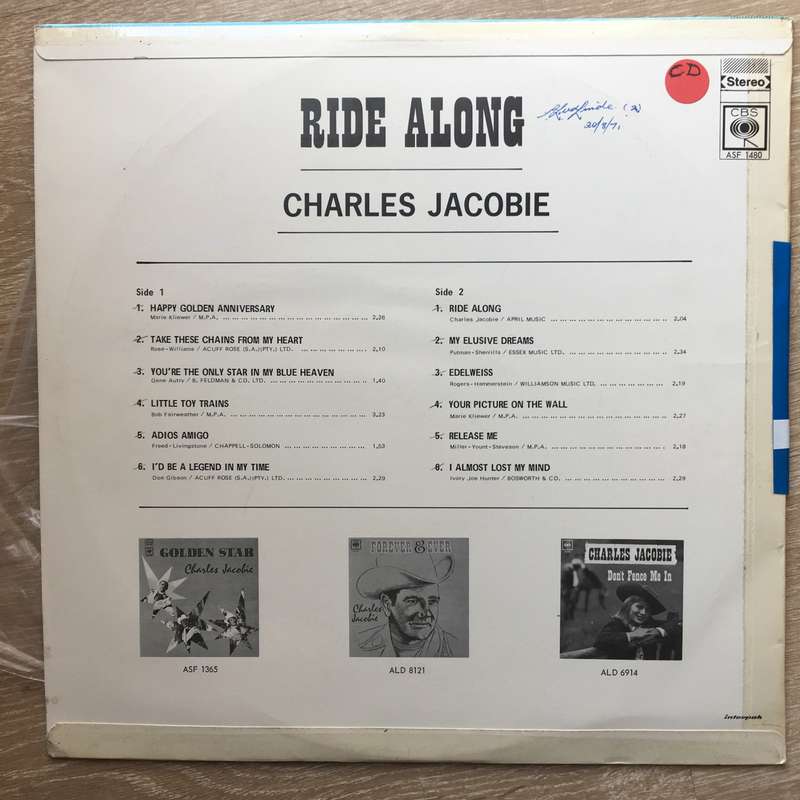 CD
Stereo
RIDE ALONG
24/8/71
CBS
ASF 1480
CHARLES JACOBIE
Side 1
1. HAPPY GOLDEN ANNIVERSARY
Marie Kliewer / M.P.A. 2.26
2. TAKE THESE CHAINS FROM MY HEART
Rose-Williams / ACUFF ROSE (S.A.)(PTY.) LTD. 2.10
3. YOU'RE THE ONLY STAR IN MY BLUE HEAVEN
Gene Autry / B. FELDMAN & CO. LTD. 1.40
4. LITTLE TOY TRAINS
Bob Fairweather / M.P.A. 3.23
5. ADIOS AMIGO
Freed-Livingstone / CHAPPELL-SOLOMON 1.53
6. I'D BE A LEGEND IN MY TIME
Don Gibson / ACUFF ROSE (S.A.)(PTY.) LTD. 2.29
Side 2
1. RIDE ALONG
Charles Jacobie / APRIL MUSIC 2.04
2. MY ELUSIVE DREAMS
Putman-Sherrills / ESSEX MUSIC LTD. 2.34
3. EDELWEISS
Rogers-Hammerstein / WILLIAMSON MUSIC LTD. 2.19
4. YOUR PICTURE ON THE WALL
Marie Kliewer / M.P.A. 2.27
5. RELEASE ME
Miller-Yount-Stevenson / M.P.A. 2.18
6. I ALMOST LOST MY MIND
Ivory Joe Hunter / BOSWORTH & CO. 2.29
GOLDEN STAR
Charles Jacobie
ASF 1365
FOREVER & EVER
Charles
Jacobie
ALD 8121
CHARLES JACOBIE
Don't Fence Me In
ALD 6914
interpak